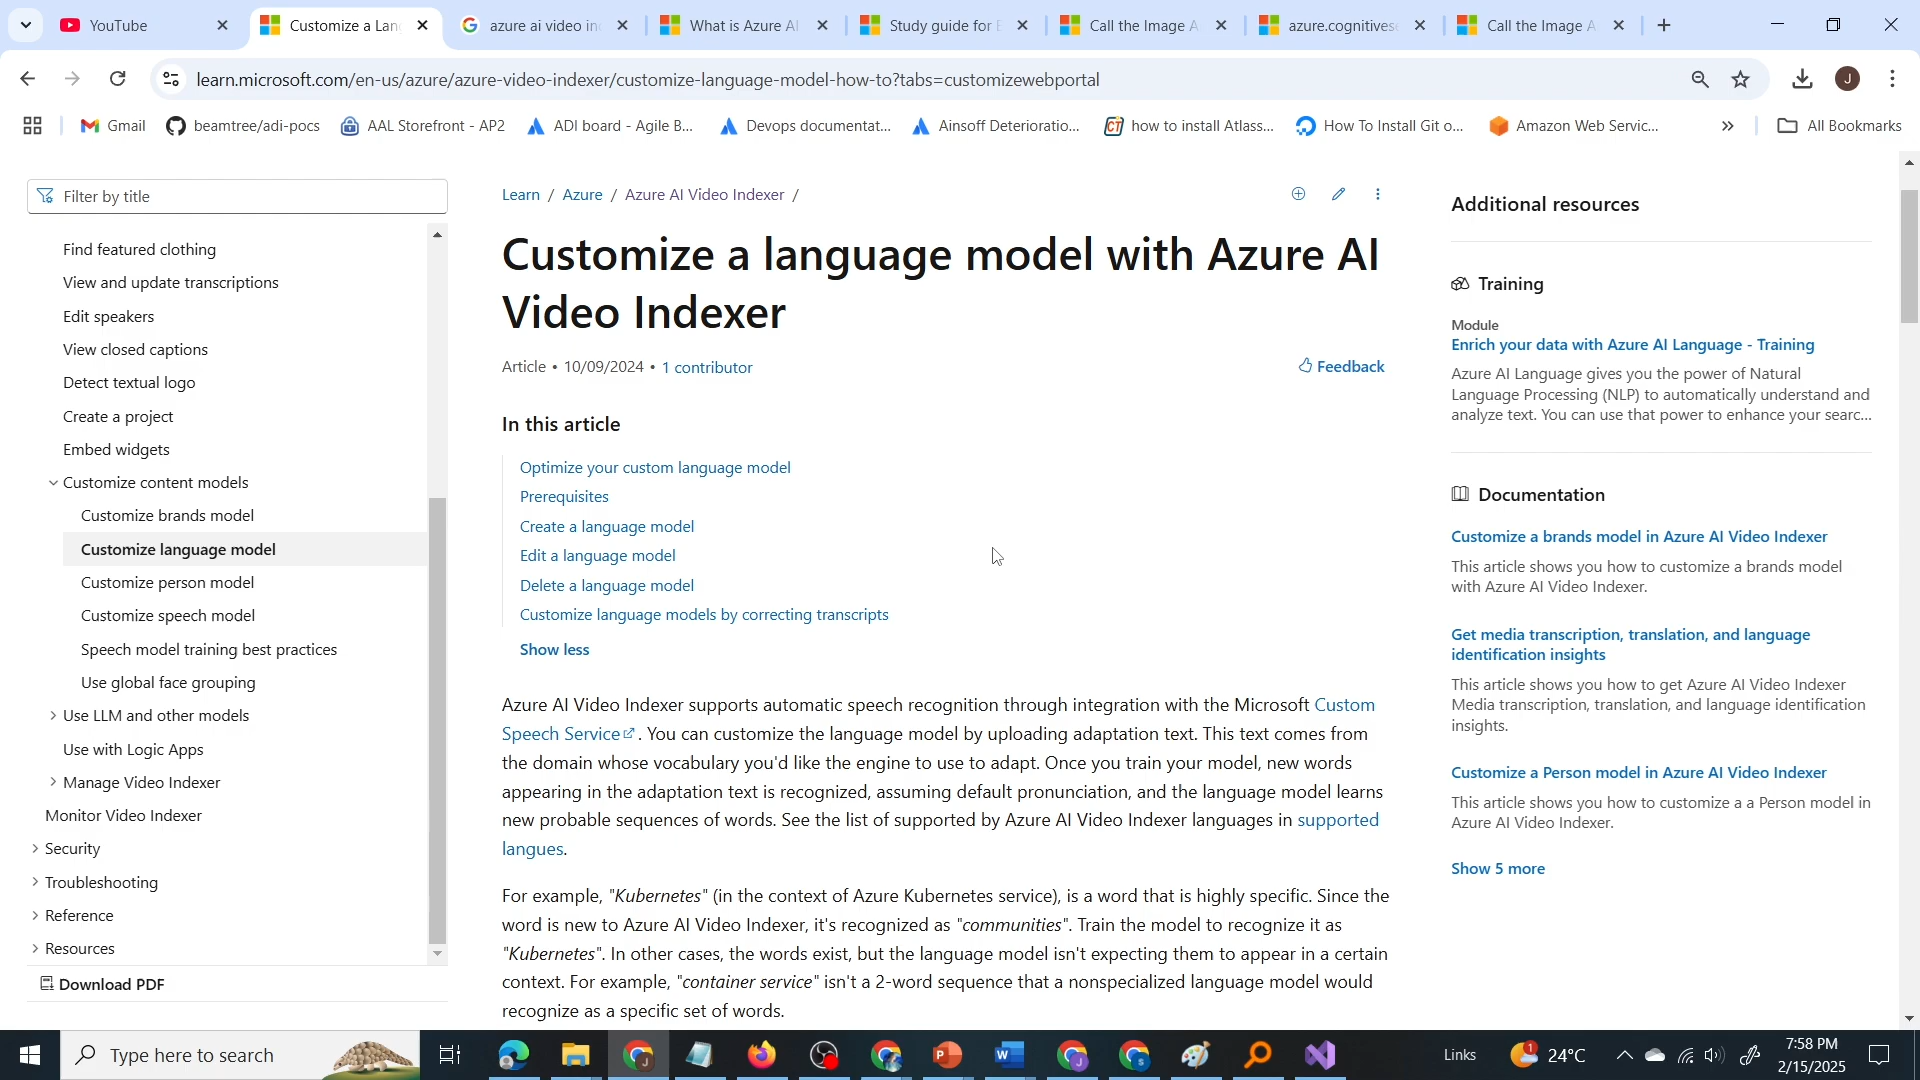 YouTube
Customize a Lan
azure ai video in
What is Azure AI
Study guide for E
Call the Image A
azure.cognitivese
Call the Image A
learn.microsoft.com/en-us/azure/azure-video-indexer/customize-language-model-how-to?tabs=customizewebportal
J
Gmail
beamtree/adi-pocs
AAL Storefront - AP2
ADI board - Agile B...
Devops documentat...
Ainsoff Deterioratio...
how to install Atlass...
How To Install Git o...
Amazon Web Servic...
All Bookmarks
Filter by title
Find featured clothing
View and update transcriptions
Edit speakers
View closed captions
Detect textual logo
Create a project
Embed widgets
Customize content models
Customize brands model
Customize language model
Customize person model
Customize speech model
Speech model training best practices
Use global face grouping
Use LLM and other models
Use with Logic Apps
Manage Video Indexer
Monitor Video Indexer
Security
Troubleshooting
Reference
Resources
Download PDF
Learn / Azure / Azure AI Video Indexer /
Customize a language model with Azure AI
Video Indexer
Article • 10/09/2024 • 1 contributor
Feedback
In this article
Optimize your custom language model
Prerequisites
Create a language model
Edit a language model
Delete a language model
Customize language models by correcting transcripts
Show less
Azure AI Video Indexer supports automatic speech recognition through integration with the Microsoft Custom
Speech Service. You can customize the language model by uploading adaptation text. This text comes from
the domain whose vocabulary you'd like the engine to use to adapt. Once you train your model, new words
appearing in the adaptation text is recognized, assuming default pronunciation, and the language model learns
new probable sequences of words. See the list of supported by Azure AI Video Indexer languages in supported
langues.
For example, "Kubernetes" (in the context of Azure Kubernetes service), is a word that is highly specific. Since the
word is new to Azure AI Video Indexer, it's recognized as "communities". Train the model to recognize it as
"Kubernetes". In other cases, the words exist, but the language model isn't expecting them to appear in a certain
context. For example, "container service" isn't a 2-word sequence that a nonspecialized language model would
recognize as a specific set of words.
Additional resources
Training
Module
Enrich your data with Azure AI Language - Training
Azure AI Language gives you the power of Natural
Language Processing (NLP) to automatically understand and
analyze text. You can use that power to enhance your searc...
Documentation
Customize a brands model in Azure AI Video Indexer
This article shows you how to customize a brands model
with Azure AI Video Indexer.
Get media transcription, translation, and language
identification insights
This article shows you how to get Azure AI Video Indexer
Media transcription, translation, and language identification
insights.
Customize a Person model in Azure AI Video Indexer
This article shows you how to customize a a Person model in
Azure AI Video Indexer.
Show 5 more
Type here to search
Links
1
24°C
7:58 PM
2/15/2025